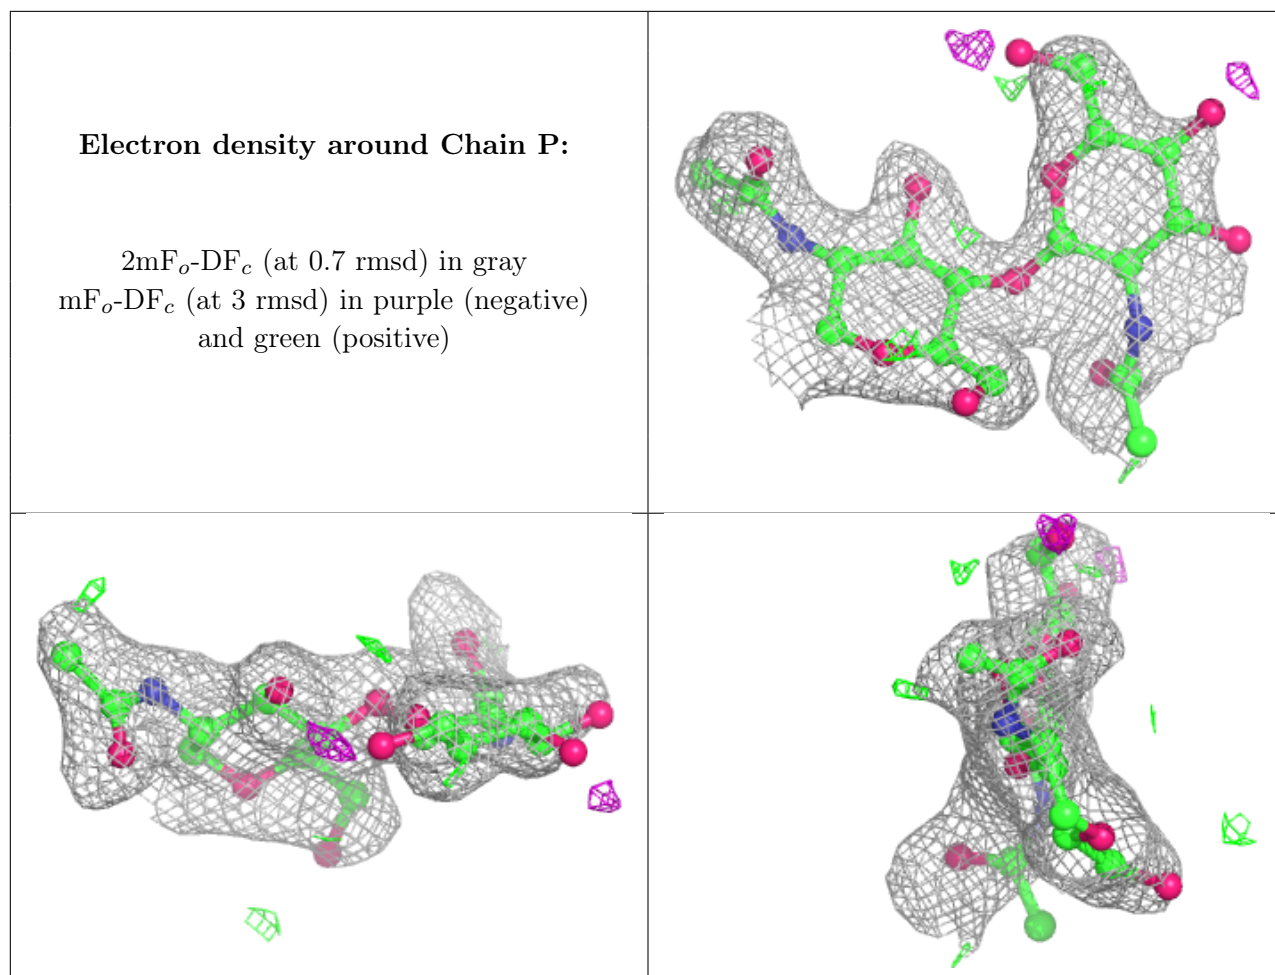 Electron density around Chain P:
2mFo-DFc (at 0.7 rmsd) in gray
mFo-DFc (at 3 rmsd) in purple (negative)
and green (positive)